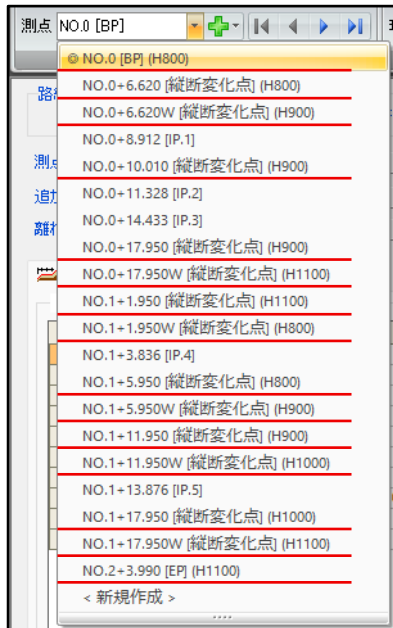 測点 NO.0 [BP]
◎ NO.0 [BP] (H800)
NO.0+6.620 [縦断変化点] (H800)
NO.0+6.620W [縦断変化点] (H900)
NO.0+8.912 [IP.1]
NO.0+10.010 [縦断変化点] (H900)
NO.0+11.328 [IP.2]
NO.0+14.433 [IP.3]
NO.0+17.950 [縦断変化点] (H900)
NO.0+17.950W [縦断変化点] (H1100)
NO.1+1.950 [縦断変化点] (H1100)
NO.1+1.950W [縦断変化点] (H800)
NO.1+3.836 [IP.4]
NO.1+5.950 [縦断変化点] (H800)
NO.1+5.950W [縦断変化点] (H900)
NO.1+11.950 [縦断変化点] (H900)
NO.1+11.950W [縦断変化点] (H1000)
NO.1+13.876 [IP.5]
NO.1+17.950 [縦断変化点] (H1000)
NO.1+17.950W [縦断変化点] (H1100)
NO.2+3.990 [EP] (H1100)
< 新規作成 >